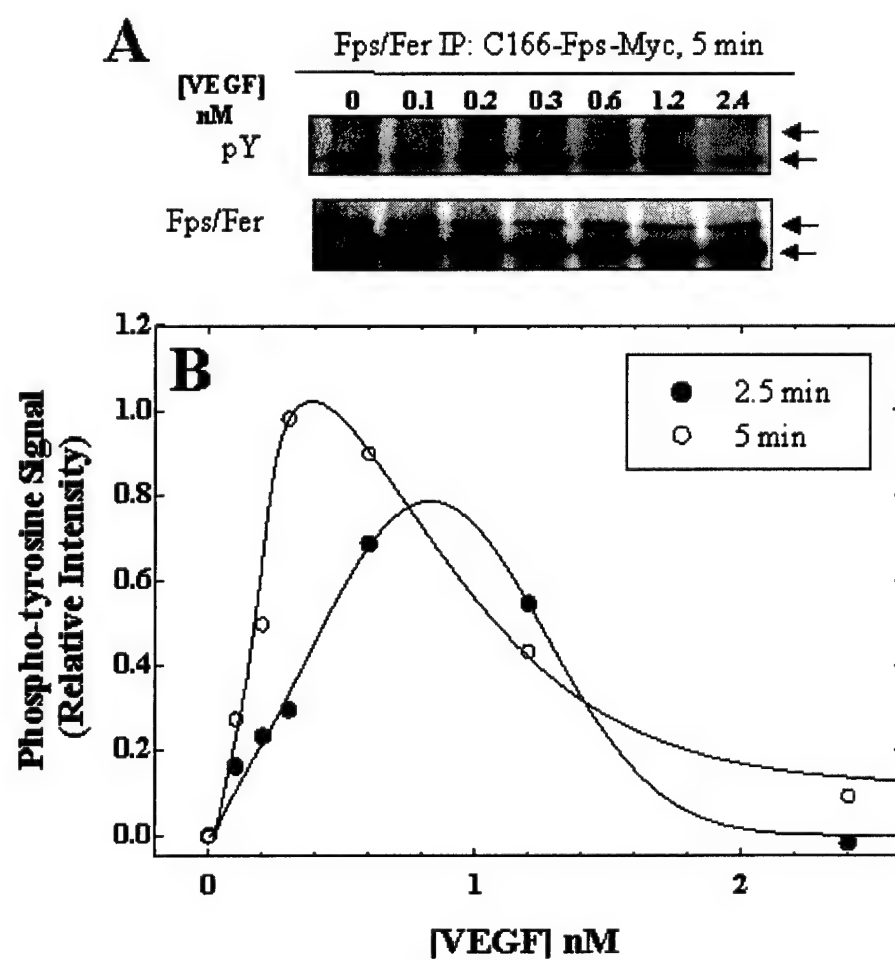 A
Fps/Fer IP: C166-Fps-Myc, 5 min
[VEGF] nM
0 0.1 0.2 0.3 0.6 1.2 2.4
pY
Fps/Fer
B
2.5 min
5 min
Phospho-tyrosine Signal
(Relative Intensity)
1.2
1.0
0.8
0.6
0.4
0.2
0.0
0 1 2
[VEGF] nM